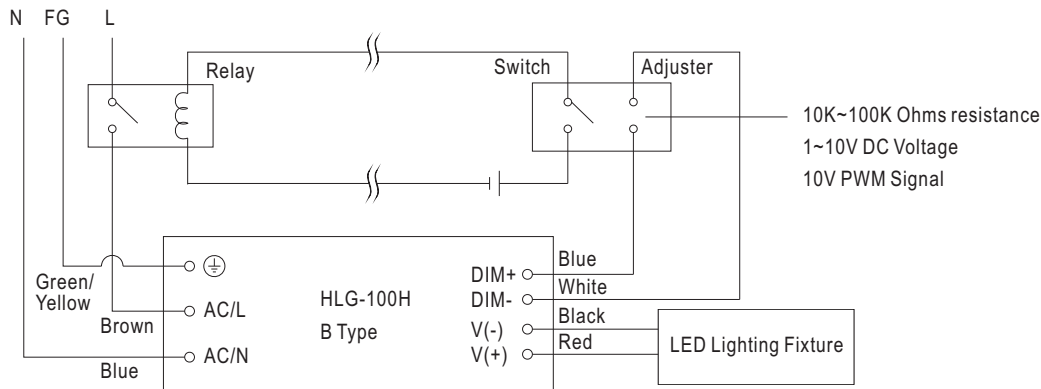 N FG L
Relay
Switch
Adjuster
10K~100K Ohms resistance
1~10V DC Voltage
10V PWM Signal
Green/
Yellow
Brown
Blue
AC/L
AC/N
HLG-100H
B Type
DIM+
DIM-
V(-)
V(+)
Blue
White
Black
Red
LED Lighting Fixture